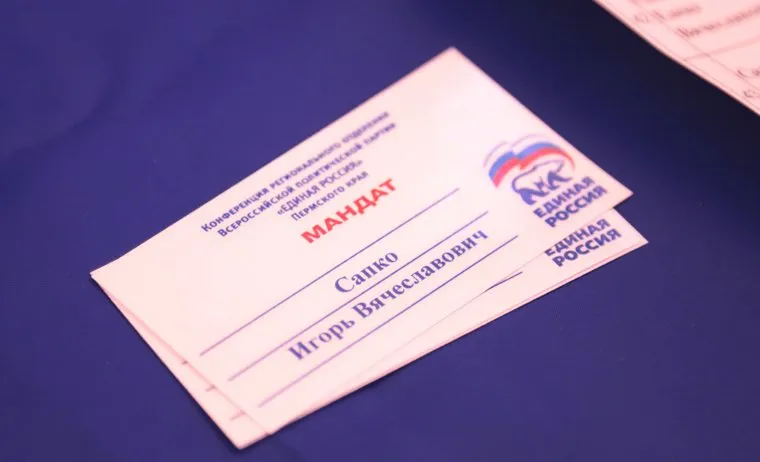 Конференция регионального отделения
Всероссийской политической партии
«ЕДИНАЯ РОССИЯ»
Пермского края
МАНДАТ
Сапко
Игорь Вячеславович
ЕДИНАЯ
РОССИЯ
ЕДИНАЯ
РОССИЯ